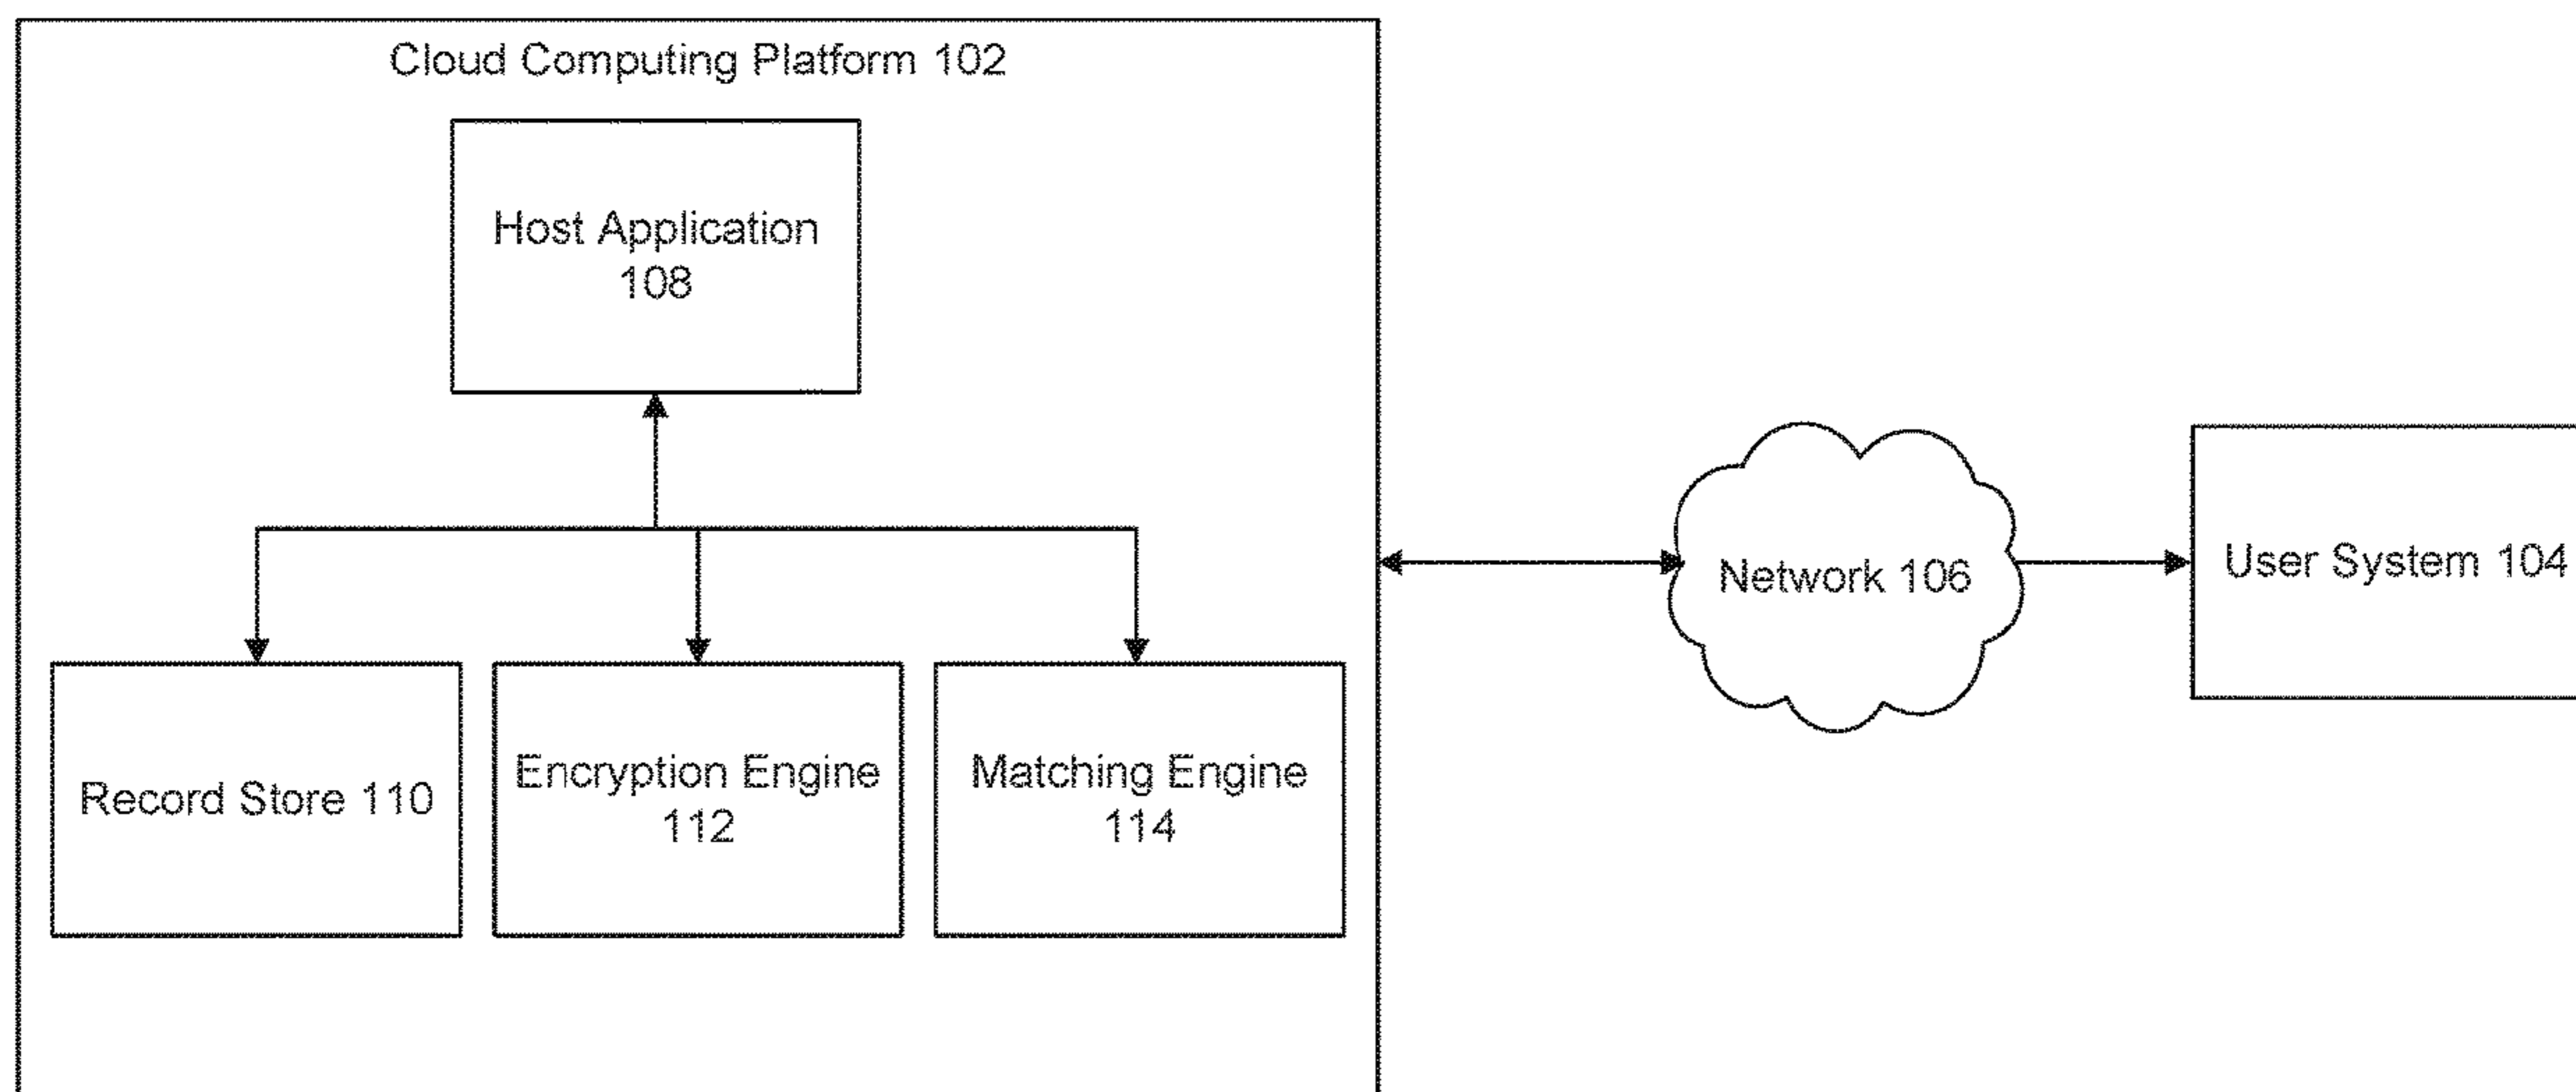 Cloud Computing Platform 102
Host Application
108
Network 106
User System 104
Record Store 110
Encryption Engine
112
Matching Engine
114